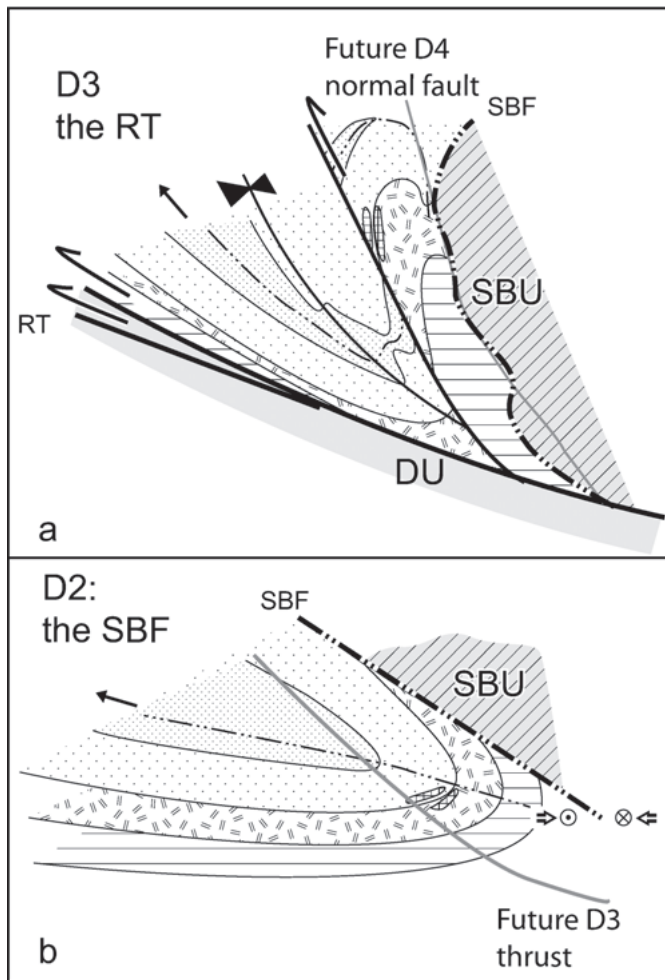 D3
the RT
Future D4
normal fault
SBF
SBU
RT
DU
a
D2:
the SBF
SBF
SBU
Future D3
thrust
b